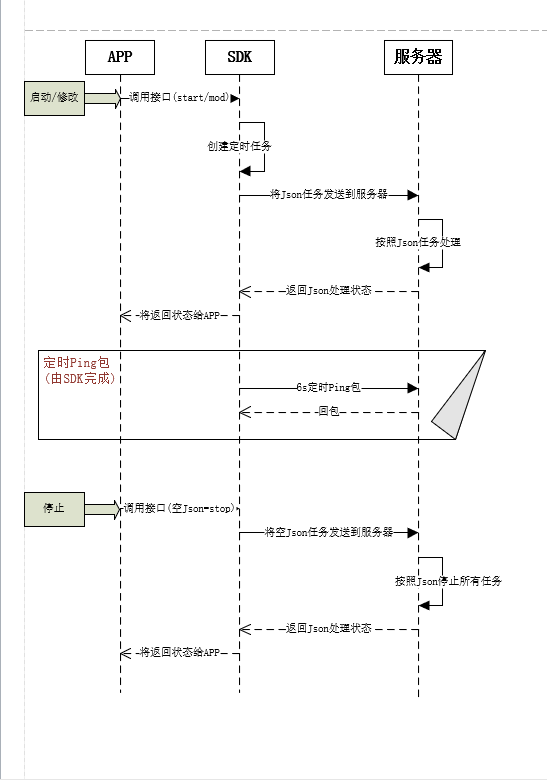 APP
SDK
服务器
启动/修改
调用接口(start/mod)
创建定时任务
将Json任务发送到服务器
按照Json任务处理
返回Json处理状态
将返回状态给APP
定时Ping包
(由SDK完成)
6s定时Ping包
回包
停止
调用接口(空Json=stop)
将空Json任务发送到服务器
按照Json停止所有任务
返回Json处理状态
将返回状态给APP